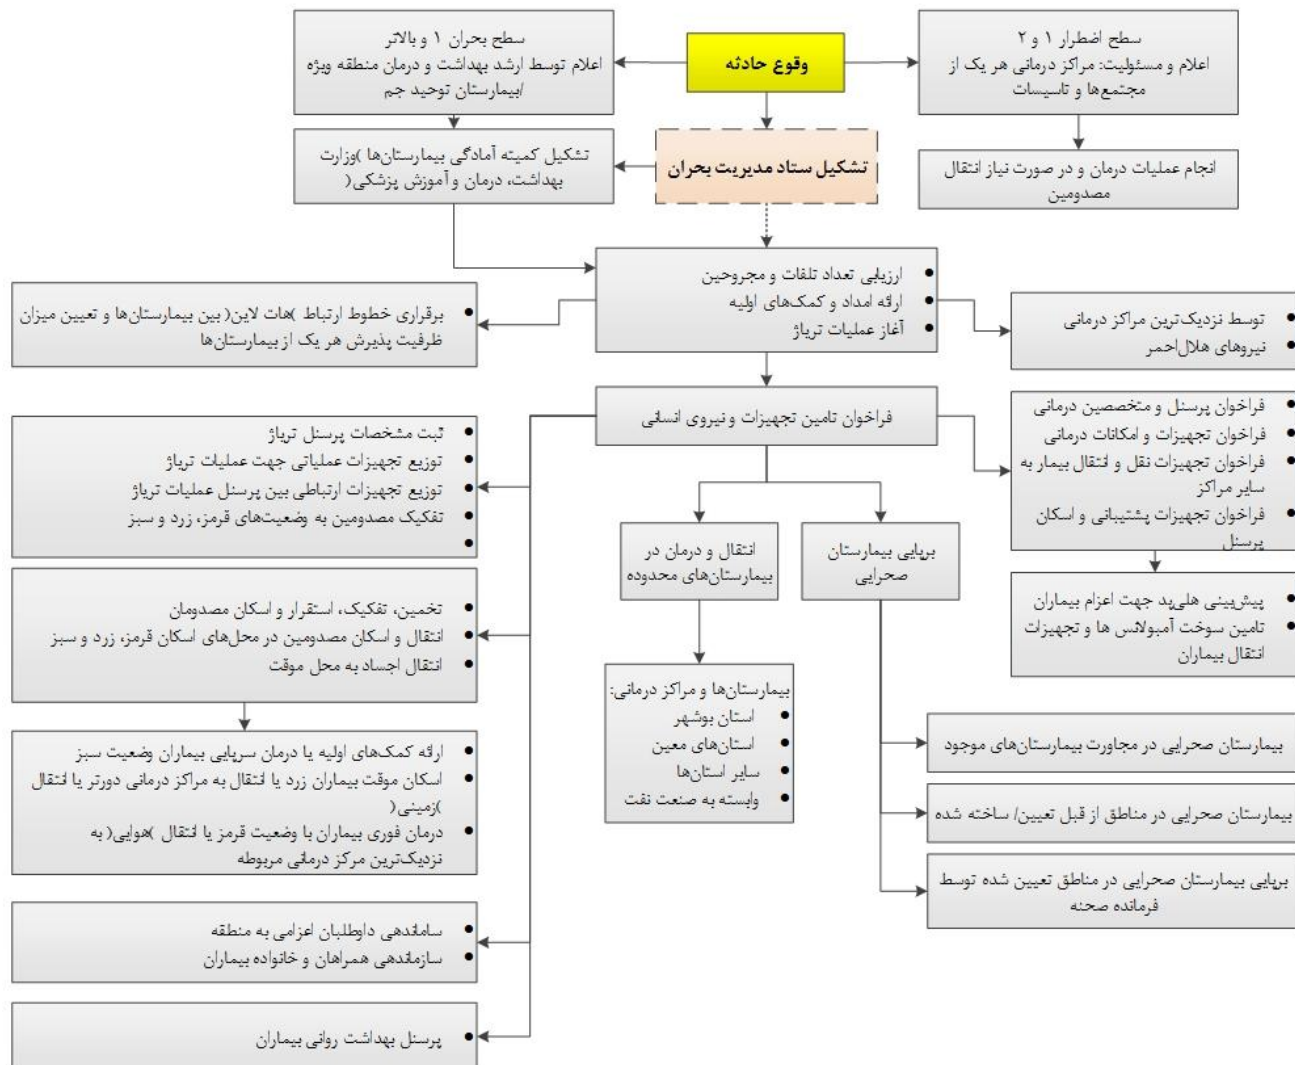 وقوع حادثه
سطح اضطرار ۱ و ۲
اعلام و مسئولیت: مراکز درمانی هر یک از
مجتمع‌ها و تاسیسات
سطح بحران ۱ و بالاتر
اعلام توسط ارشد بهداشت و درمان منطقه ویژه
/بیمارستان توحید جم
انجام عملیات درمان و در صورت نیاز انتقال
مصدومین
تشکیل ستاد مدیریت بحران
تشکیل کمیته آمادگی بیمارستان‌ها )وزارت
بهداشت، درمان و آموزش پزشکی(
● ارزیابی تعداد تلفات و مجروحین
● ارائه امداد و کمک‌های اولیه
● آغاز عملیات تریاژ
● توسط نزدیک‌ترین مراکز درمانی
● نیروهای هلال‌احمر
● برقراری خطوط ارتباط )هات لاین( بین بیمارستان‌ها و تعیین میزان
ظرفیت پذیرش هر یک از بیمارستان‌ها
فراخوان تامین تجهیزات و نیروی انسانی
● فراخوان پرسنل و متخصصین درمانی
● فراخوان تجهیزات و امکانات درمانی
● فراخوان تجهیزات نقل و انتقال بیمار به
سایر مراکز
● فراخوان تجهیزات پشتیبانی و اسکان
پرسنل
● ثبت مشخصات پرسنل تریاژ
● توزیع تجهیزات عملیاتی جهت عملیات تریاژ
● توزیع تجهیزات ارتباطی بین پرسنل عملیات تریاژ
● تفکیک مصدومین به وضعیت‌های قرمز، زرد و سبز
●
برپایی بیمارستان
صحرایی
انتقال و درمان در
بیمارستان‌های محدوده
● پیش‌بینی هلی‌پد جهت اعزام بیماران
● تامین سوخت آمبولانس ها و تجهیزات
انتقال بیماران
● تخمین، تفکیک، استقرار و اسکان مصدومان
● انتقال و اسکان مصدومین در محل‌های اسکان قرمز، زرد و سبز
● انتقال اجساد به محل موقت
بیمارستان‌ها و مراکز درمانی:
● استان بوشهر
● استان‌های معین
● سایر استان‌ها
● وابسته به صنعت نفت
بیمارستان صحرایی در مجاورت بیمارستان‌های موجود
بیمارستان صحرایی در مناطق از قبل تعیین/ ساخته شده
برپایی بیمارستان صحرایی در مناطق تعیین شده توسط
فرمانده صحنه
● ارائه کمک‌های اولیه یا درمان سرپایی بیماران وضعیت سبز
● اسکان موقت بیماران زرد یا انتقال به مراکز درمانی دورتر یا انتقال
)زمینی(
● درمان فوری بیماران با وضعیت قرمز یا انتقال )هوایی( به
نزدیک‌ترین مرکز درمانی مربوطه
● ساماندهی داوطلبان اعزامی به منطقه
● سازماندهی همراهان و خانواده بیماران
● پرسنل بهداشت روانی بیماران